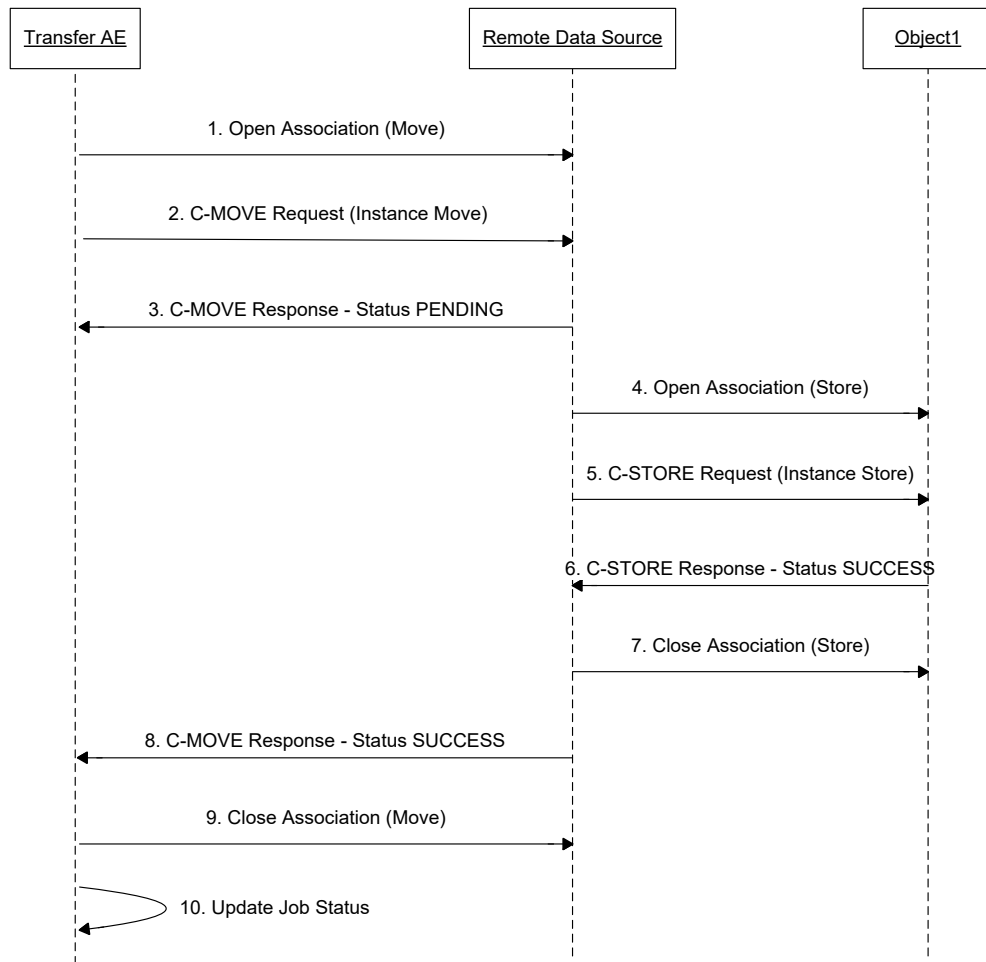 Transfer AE
Remote Data Source
Object1
1. Open Association (Move)
2. C-MOVE Request (Instance Move)
3. C-MOVE Response - Status PENDING
4. Open Association (Store)
5. C-STORE Request (Instance Store)
6. C-STORE Response - Status SUCCESS
7. Close Association (Store)
8. C-MOVE Response - Status SUCCESS
9. Close Association (Move)
10. Update Job Status